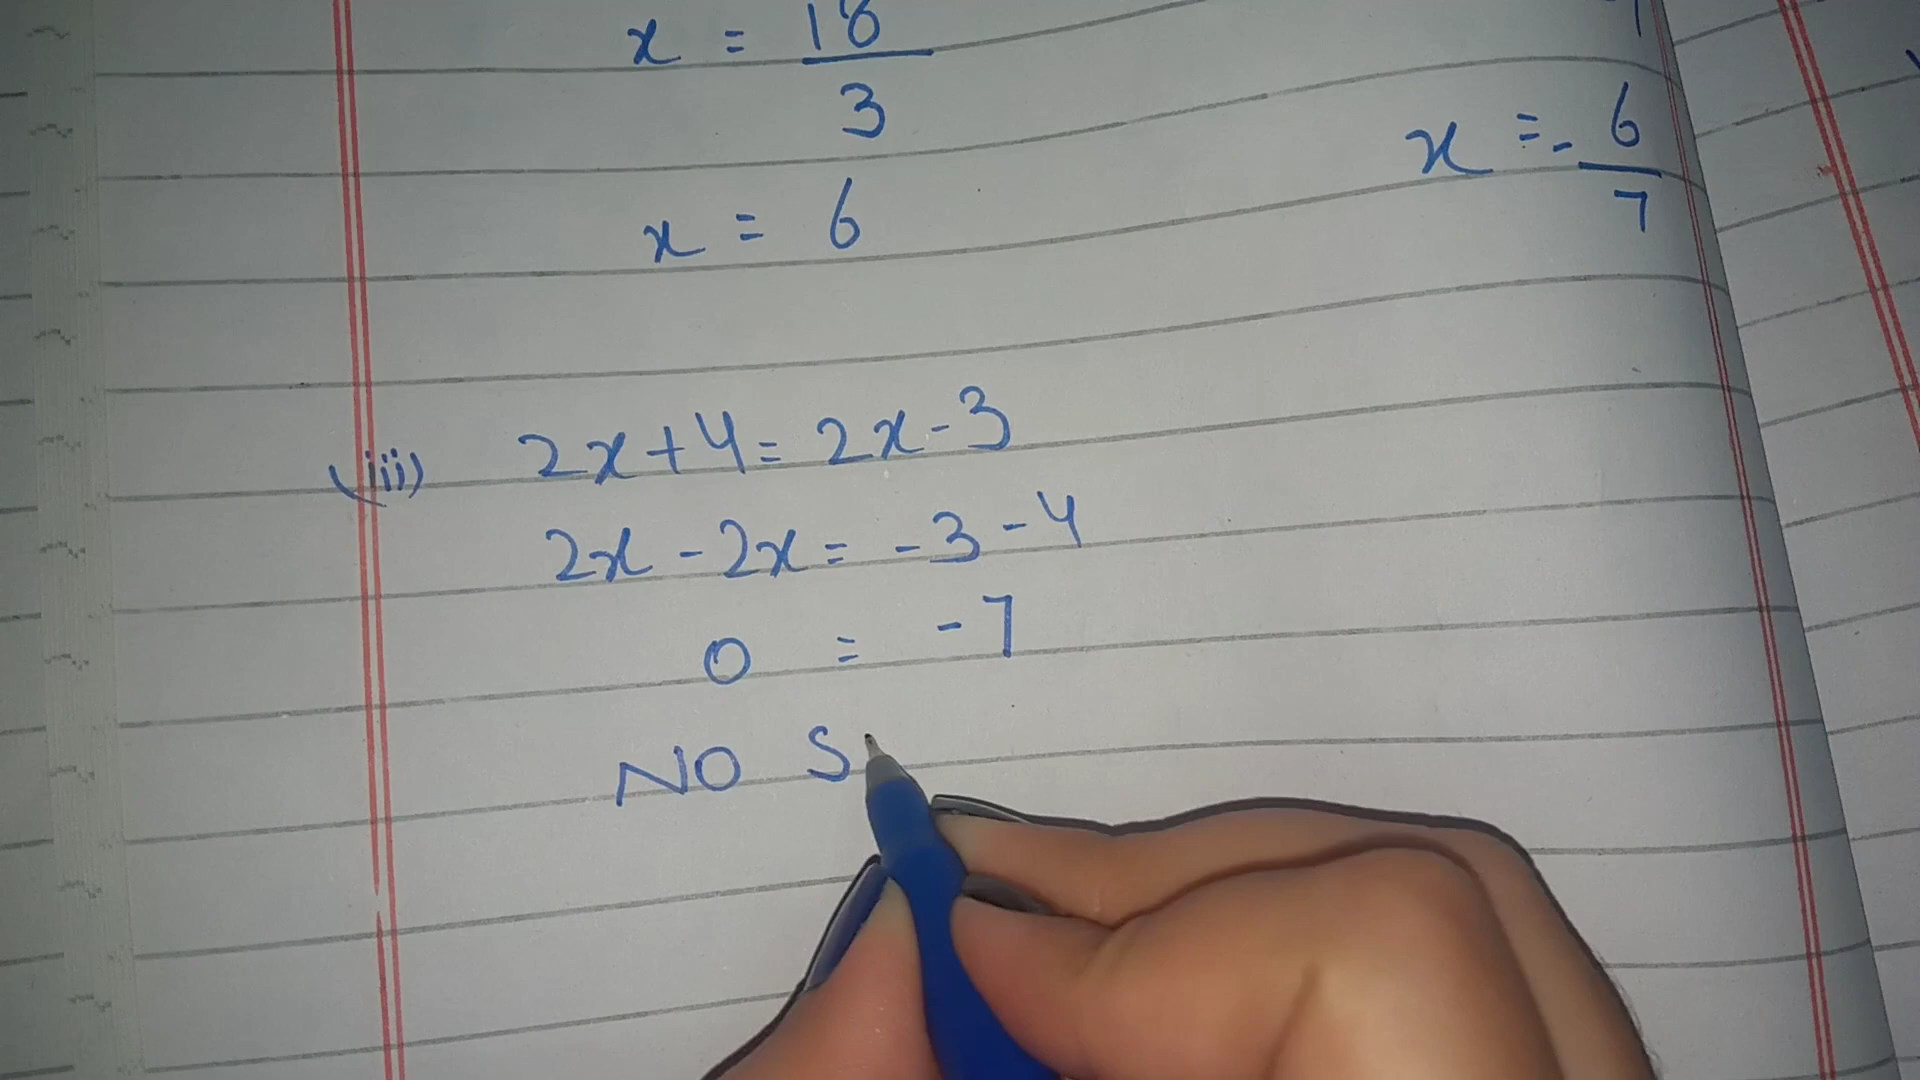 x = 18
3
x = 6
x = - 6
7
(iii) 2x+4=2x-3
2x-2x=-3-4
0 = -7
NO S